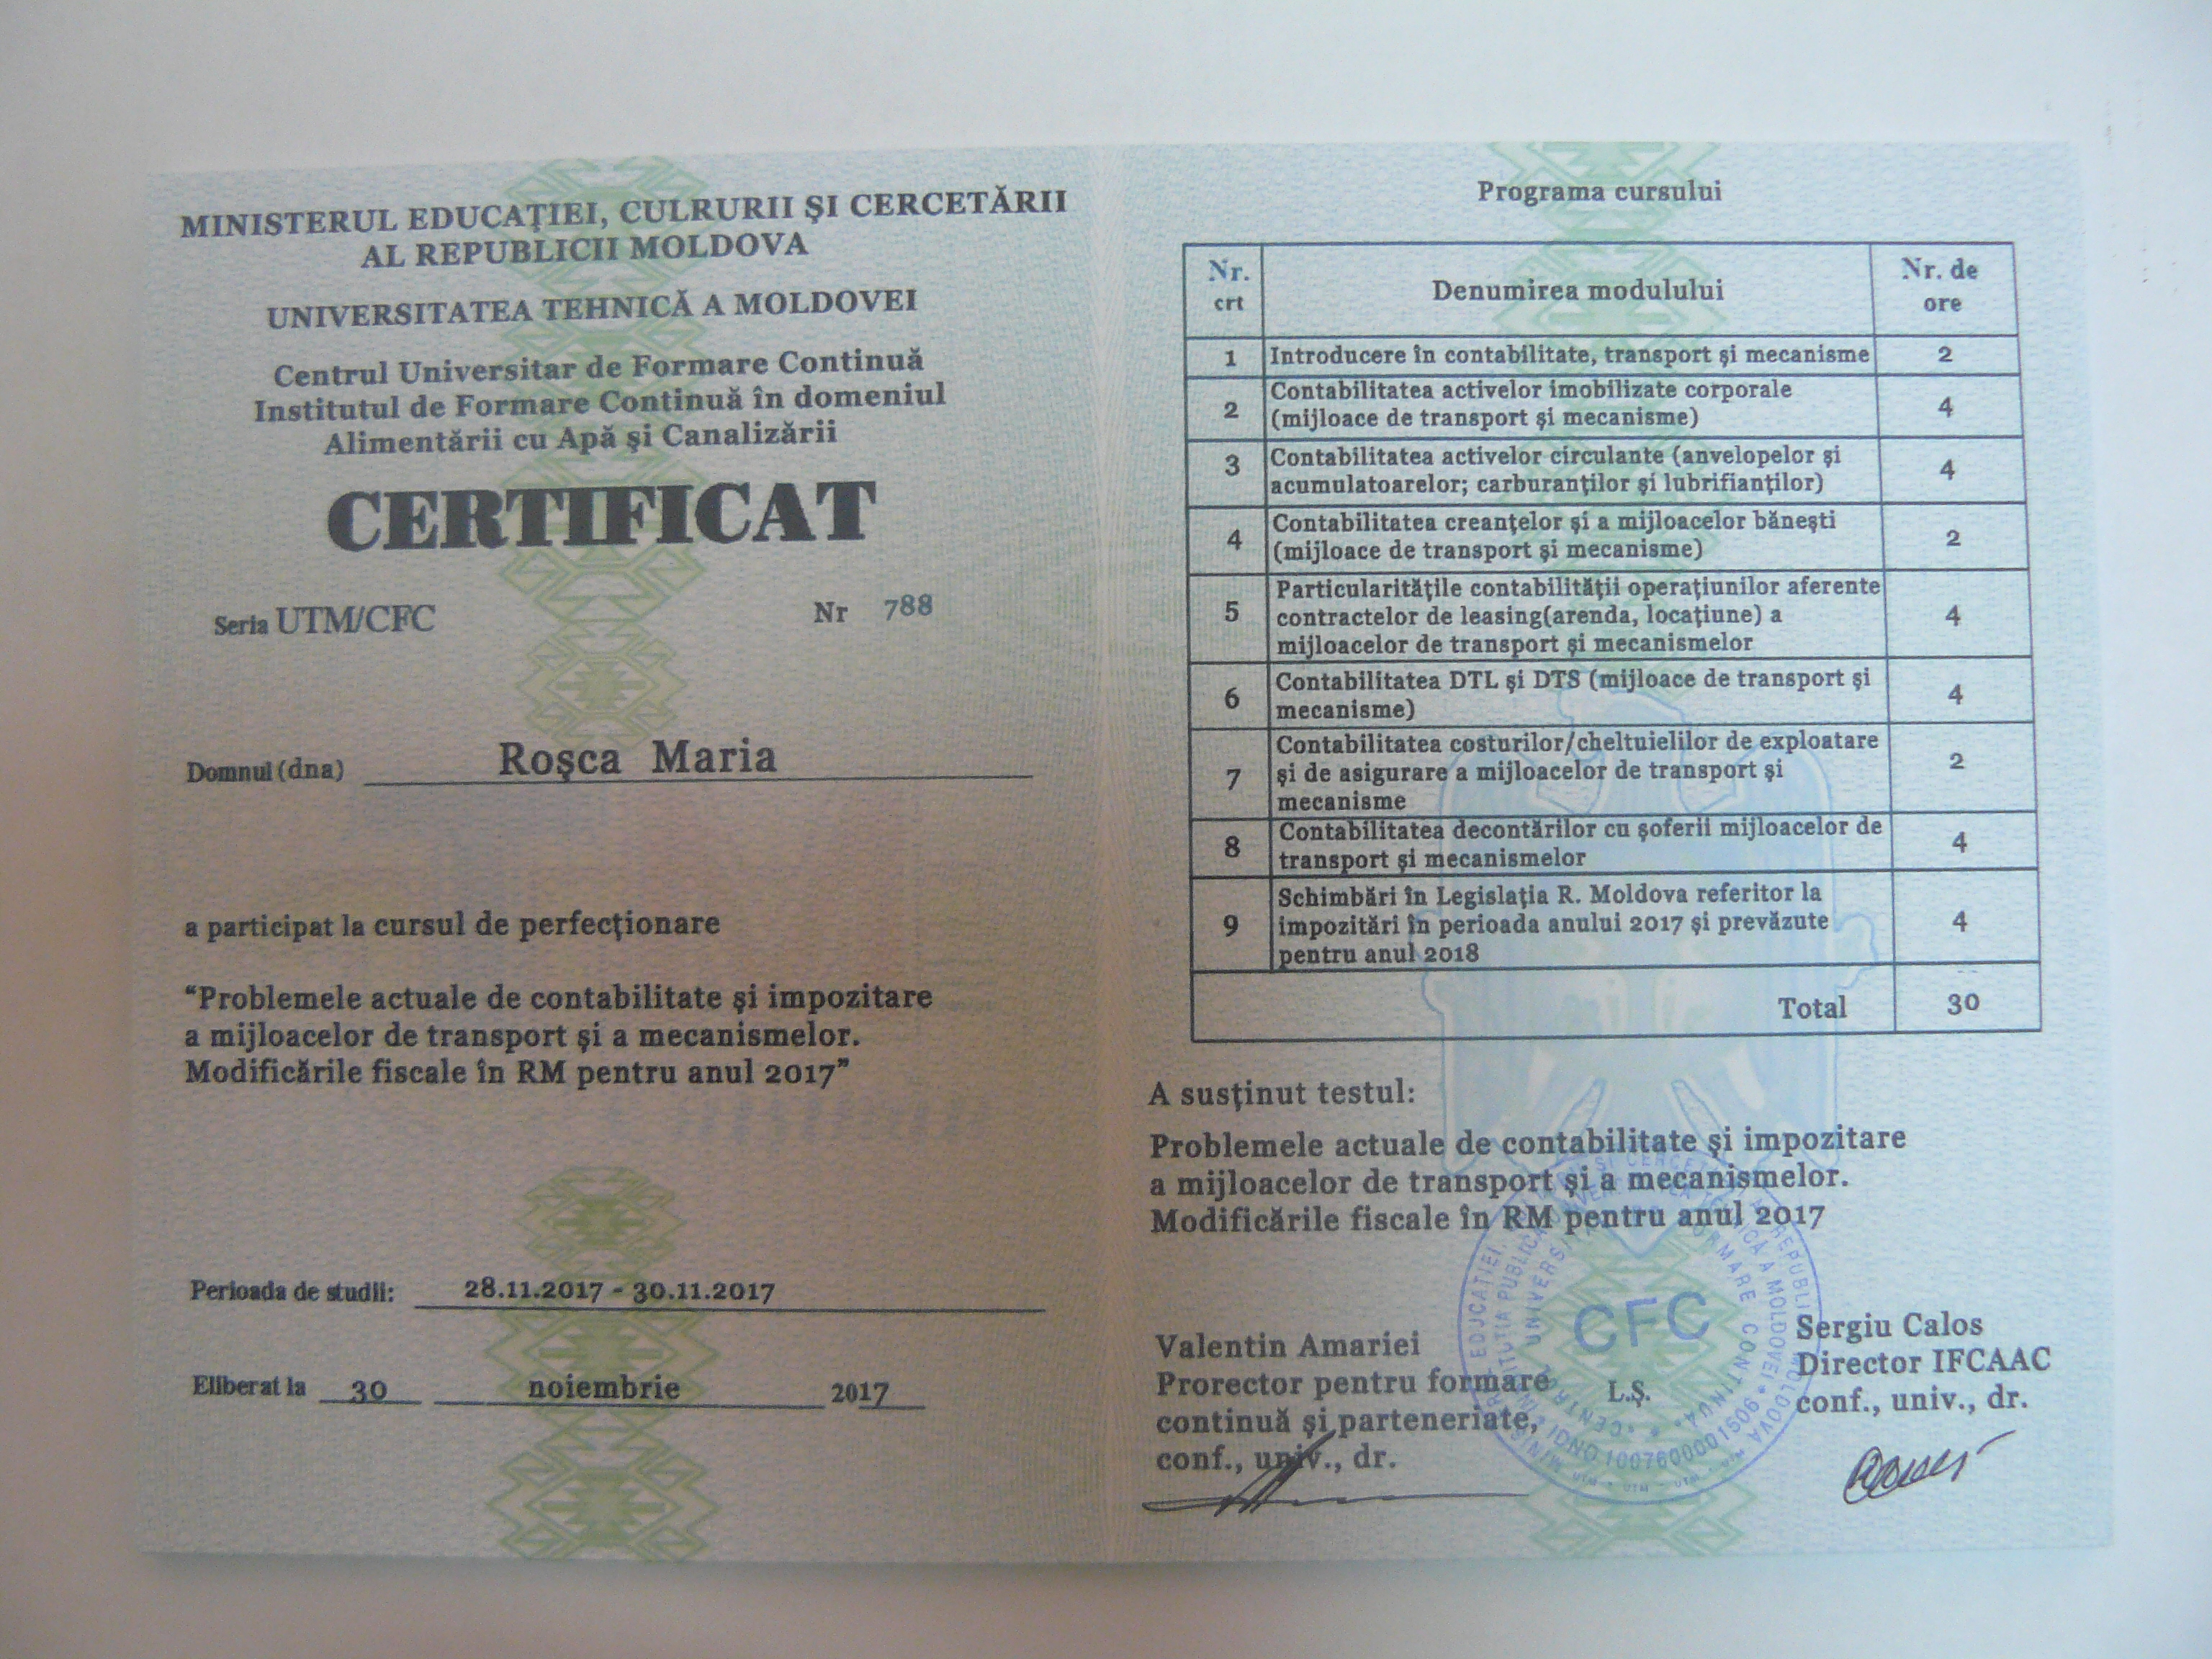 MINISTERUL EDUCAŢIEI, CULRURII ŞI CERCETĂRII
AL REPUBLICII MOLDOVA
UNIVERSITATEA TEHNICĂ A MOLDOVEI
Centrul Universitar de Formare Continuă
Institutul de Formare Continuă în domeniul
Alimentării cu Apă şi Canalizării
CERTIFICAT
Seria UTM/CFC Nr 788
Domnul (dna) Roşca Maria
a participat la cursul de perfecţionare
“Problemele actuale de contabilitate şi impozitare
a mijloacelor de transport şi a mecanismelor.
Modificările fiscale în RM pentru anul 2017”
Perioada de studii: 28.11.2017 - 30.11.2017
Eliberat la 30 noiembrie 2017
Programa cursului
Nr. crt Denumirea modulului Nr. de ore
1 Introducere în contabilitate, transport şi mecanisme 2
2 Contabilitatea activelor imobilizate corporale
(mijloace de transport şi mecanisme) 4
3 Contabilitatea activelor circulante (anvelopelor şi
acumulatoarelor; carburanţilor şi lubrifianţilor) 4
4 Contabilitatea creanţelor şi a mijloacelor băneşti
(mijloace de transport şi mecanisme) 2
5 Particularităţile contabilităţii operaţiunilor aferente
contractelor de leasing(arenda, locaţiune) a
mijloacelor de transport şi mecanismelor 4
6 Contabilitatea DTL şi DTS (mijloace de transport şi
mecanisme) 4
7 Contabilitatea costurilor/cheltuielilor de exploatare
şi de asigurare a mijloacelor de transport şi
mecanisme 2
8 Contabilitatea decontărilor cu şoferii mijloacelor de
transport şi mecanismelor 4
9 Schimbări în Legislaţia R. Moldova referitor la
impozitări în perioada anului 2017 şi prevăzute
pentru anul 2018 4
Total 30
A susţinut testul:
Problemele actuale de contabilitate şi impozitare
a mijloacelor de transport şi a mecanismelor.
Modificările fiscale în RM pentru anul 2017
Valentin Amariei
Prorector pentru formare
continuă şi parteneriate,
conf., univ., dr.
CFC
L.Ş.
IDNO 1007600001506
Sergiu Calos
Director IFCAAC
conf., univ., dr.